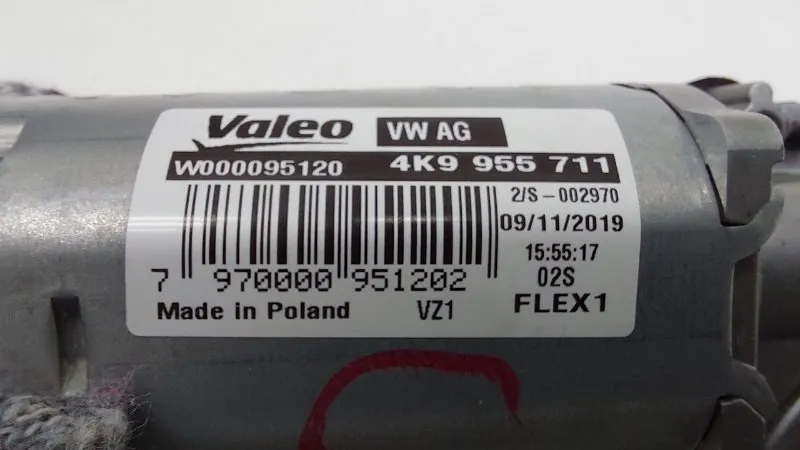 Valeo VW AG
W000095120 4K9 955 711
2/S-002970
09/11/2019
15:55:17
7 970000 951202 02S
Made in Poland VZ1 FLEX1